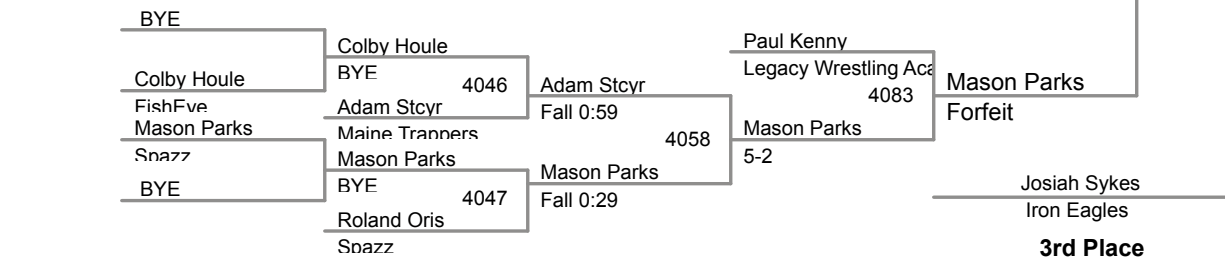 BYE
Colby Houle
FishEye
Mason Parks
Spazz
BYE
Colby Houle
BYE
4046
Adam Stcyr
Maine Trappers
Mason Parks
BYE
4047
Roland Oris
Spazz
Adam Stcyr
Fall 0:59
4058
Mason Parks
Fall 0:29
Paul Kenny
Legacy Wrestling Aca
4083
Mason Parks
5-2
Mason Parks
Forfeit
Josiah Sykes
Iron Eagles
3rd Place